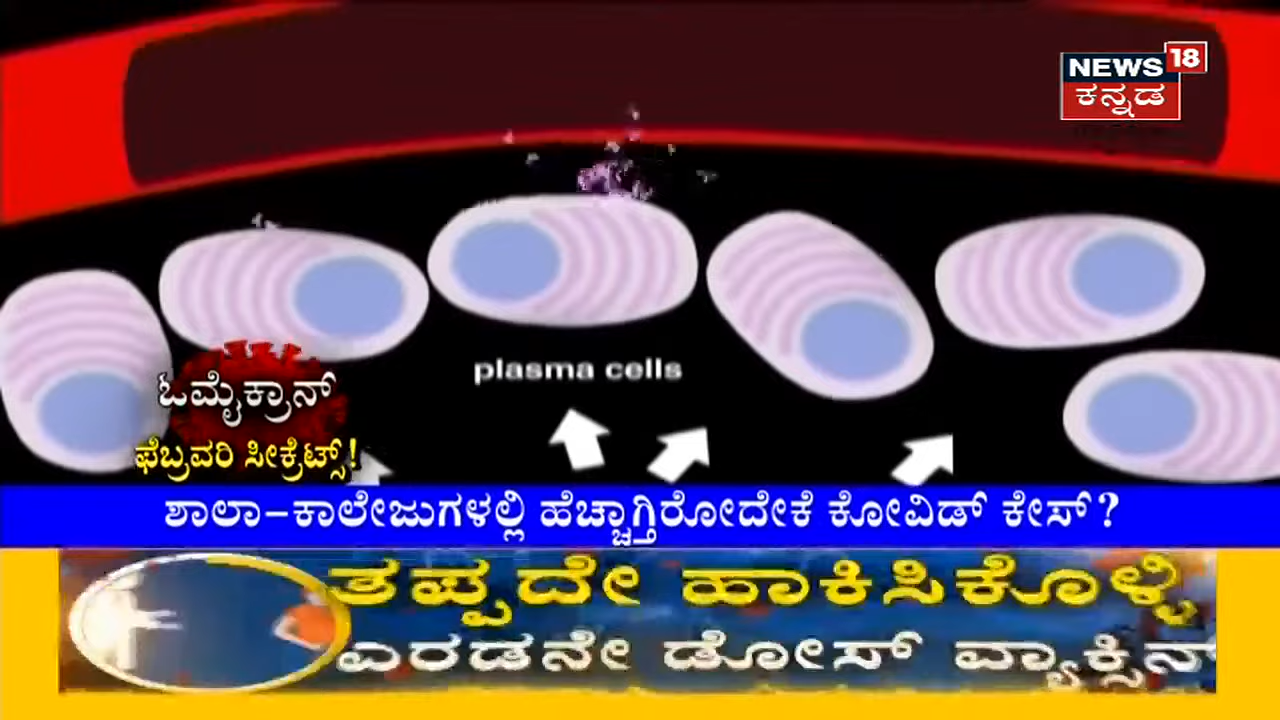 NEWS 18
ಕನ್ನಡ
plasma cells
ಓಮೈಕ್ರಾನ್
ಫೆಬ್ರವರಿ ಸೀಕ್ರೆಟ್ಸ್!
ಶಾಲಾ-ಕಾಲೇಜುಗಳಲ್ಲಿ ಹೆಚ್ಚಾಗ್ತಿರೋದೇಕೆ ಕೋವಿಡ್ ಕೇಸ್?
ತಪ್ಪದೇ ಹಾಕಿಸಿಕೊಳ್ಳಿ
ಎರಡನೇ ಡೋಸ್ ವ್ಯಾಕ್ಸಿನ್